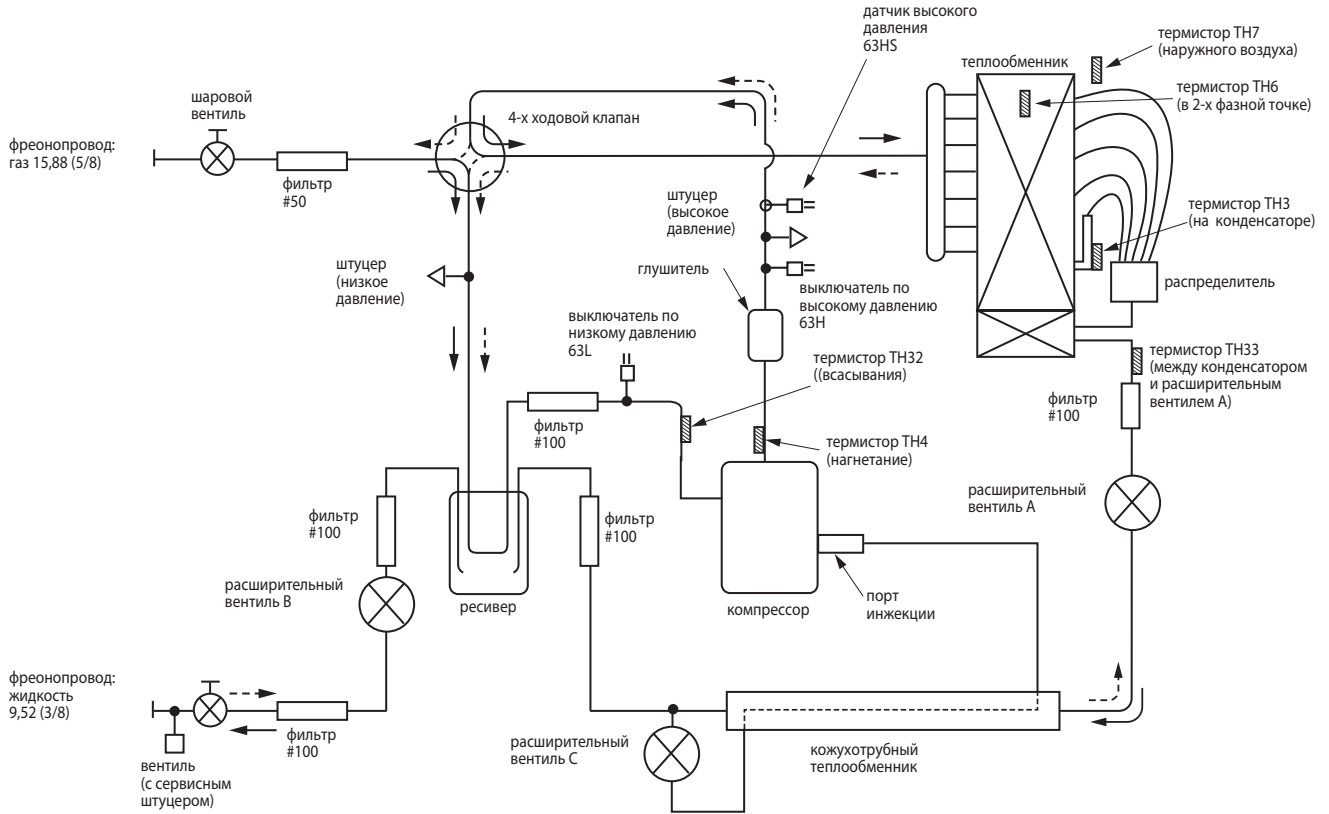 датчик высокого
давления
63HS
термистор TH7
(наружного воздуха)
теплообменник
термистор TH6
(в 2-х фазной точке)
шаровой
вентиль
4-х ходовой клапан
фреонопровод:
газ 15,88 (5/8)
фильтр
#50
штуцер
(высокое
давление)
термистор TH3
(на конденсаторе)
штуцер
(низкое
давление)
глушитель
распределитель
выключатель по
высокому давлению
63H
выключатель по
низкому давлению
63L
термистор TH32
((всасывания)
термистор TH33
(между конденсатором
и расширительным
вентилем A)
фильтр
#100
фильтр
#100
термистор TH4
(нагнетание)
расширительный
вентиль A
фильтр
#100
фильтр
#100
расширительный
вентиль B
ресивер
компрессор
порт
инжекции
фреонопровод:
жидкость
9,52 (3/8)
фильтр
#100
расширительный
вентиль C
кожухотрубный
теплообменник
вентиль
(с сервисным
штуцером)